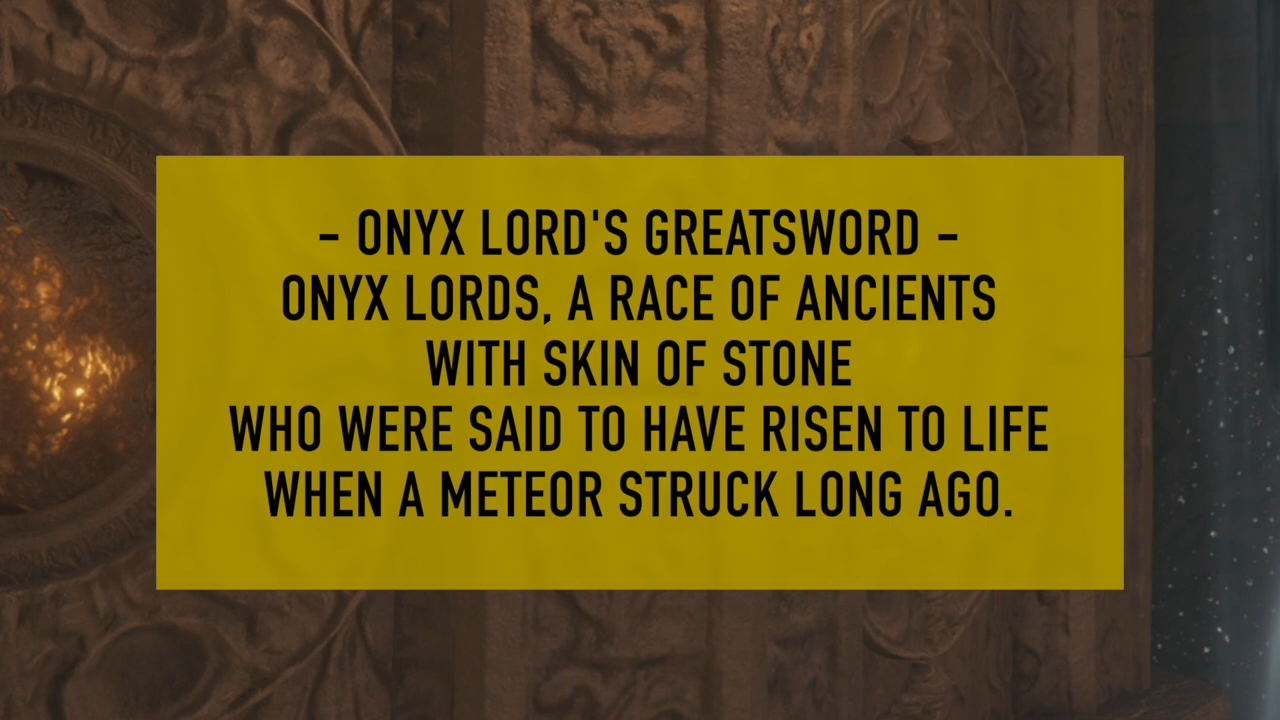 - ONYX LORD'S GREATSWORD -
ONYX LORDS, A RACE OF ANCIENTS
WITH SKIN OF STONE
WHO WERE SAID TO HAVE RISEN TO LIFE
WHEN A METEOR STRUCK LONG AGO.